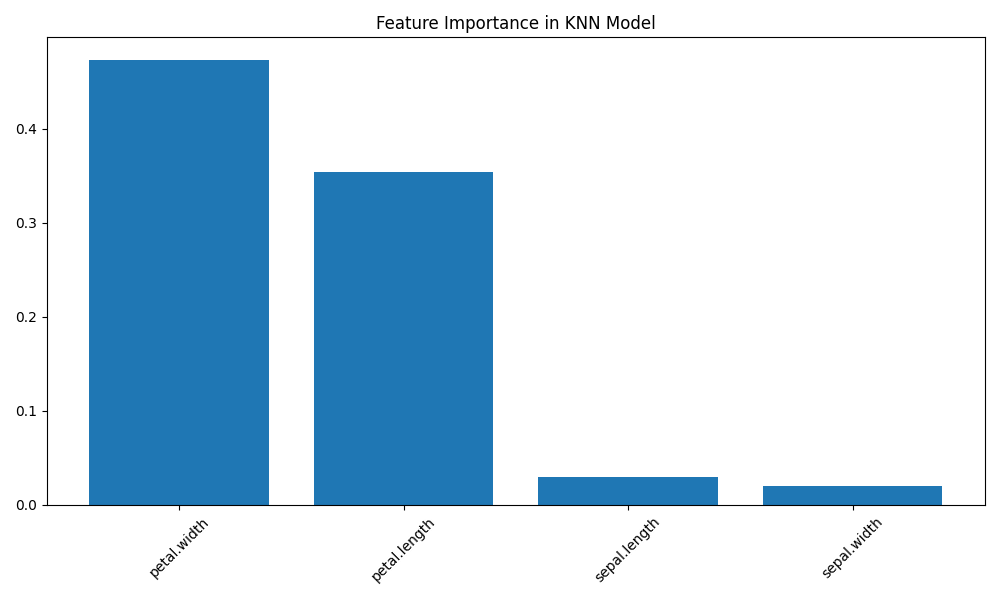 Feature Importance in KNN Model
0.4
0.3
0.2
0.1
0.0
petal.width
petal.length
sepal.length
sepal.width